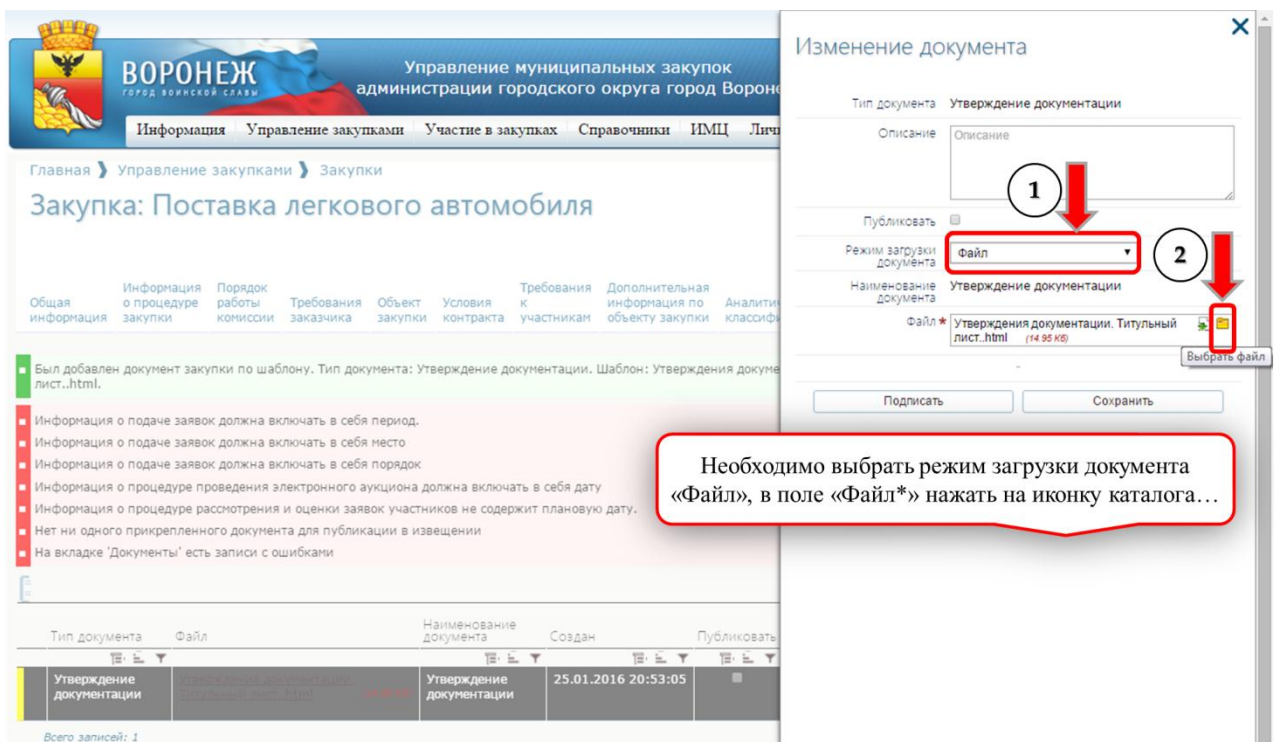 ВОРОНЕЖ
ГОРОД ВОИНСКОЙ СЛАВЫ
Управление муниципальных закупок
администрации городского округа город Вороне
Информация Управление закупками Участие в закупках Справочники ИМЦ Личн
Главная ❱ Управление закупками ❱ Закупки
Закупка: Поставка легкового автомобиля
Общая информация
Информация о процедуре закупки
Порядок работы комиссии
Требования заказчика
Объект закупки
Условия контракта
Требования к участникам
Дополнительная информация по объекту закупки
Аналити
классифи
Был добавлен документ закупки по шаблону. Тип документа: Утверждение документации. Шаблон: Утверждения докуме
лист..html.
Информация о подаче заявок должна включать в себя период.
Информация о подаче заявок должна включать в себя место
Информация о подаче заявок должна включать в себя порядок
Информация о процедуре проведения электронного аукциона должна включать в себя дату
Информация о процедуре рассмотрения и оценки заявок участников не содержит плановую дату.
Нет ни одного прикрепленного документа для публикации в извещении
На вкладке 'Документы' есть записи с ошибками
Тип документа Файл Наименование документа Создан Публиковать
Утверждение документации
Утверждения документации.
Титульный лист..html
Утверждение документации
25.01.2016 20:53:05
Всего записей: 1
Изменение документа
Тип документа Утверждение документации
Описание Описание
1
Публиковать
Режим загрузки документа Файл
2
Наименование документа Утверждение документации
Файл * Утверждения документации. Титульный
лист..html (14.95 Кб)
Выбрать файл
-
Подписать Сохранить
Необходимо выбрать режим загрузки документа
«Файл», в поле «Файл*» нажать на иконку каталога…